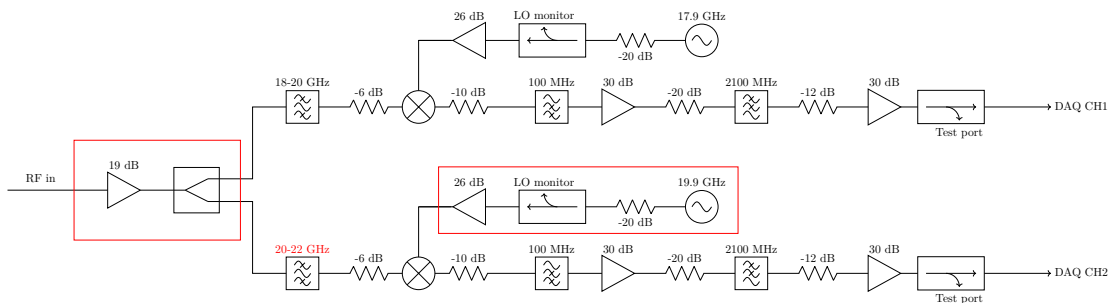 26 dB
LO monitor
17.9 GHz
-20 dB
18-20 GHz
-6 dB
-10 dB
100 MHz
30 dB
-20 dB
2100 MHz
-12 dB
30 dB
DAQ CH1
Test port
RF in
19 dB
26 dB
LO monitor
19.9 GHz
-20 dB
20-22 GHz
-6 dB
-10 dB
100 MHz
30 dB
-20 dB
2100 MHz
-12 dB
30 dB
DAQ CH2
Test port